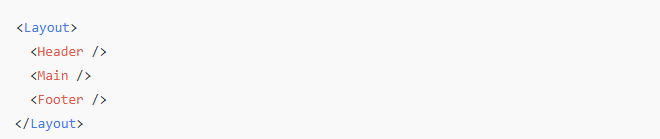 <Layout>
  <Header />
  <Main />
  <Footer />
</Layout>